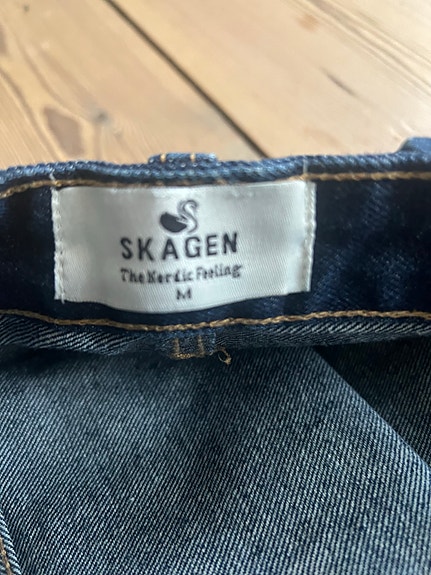 SKAGEN
The Nordic Feeling
M